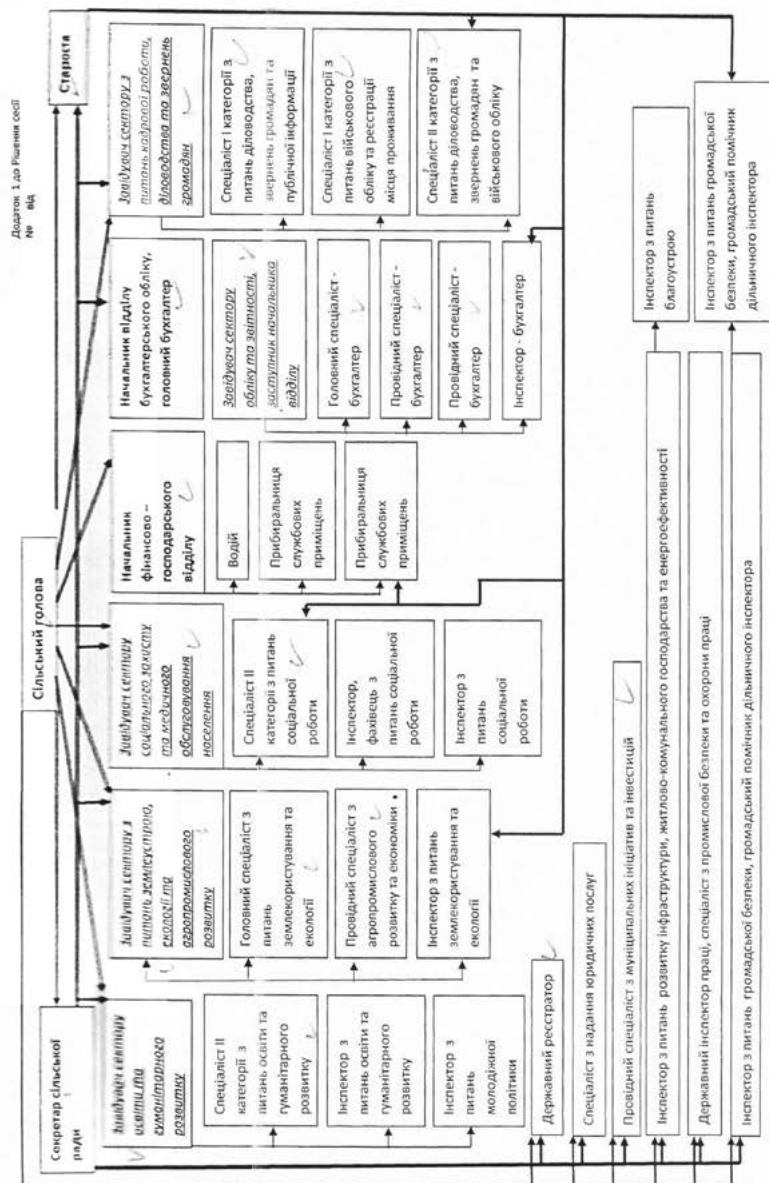 Додаток 1 до Рішення сесії
№ від
Сільський голова
Секретар сільської
ради
Староста
Завідувач сектору
освіти та
гуманітарного
розвитку
Спеціаліст ІІ
категорії з
питань освіти та
гуманітарного
розвитку
Інспектор з
питань освіти та
гуманітарного
розвитку
Інспектор з
питань
молодіжної
політики
Завідувач сектору з
питань землеустрою,
екології та
агропромислового
розвитку
Головний спеціаліст з
питань
землекористування та
екології
Провідний спеціаліст з
агропромислового
розвитку та економіки
Інспектор з питань
землекористування та
екології
Завідувач сектору
соціального захисту
та медичного
обслуговування
населення
Спеціаліст ІІ
категорії з питань
соціальної
роботи
Інспектор,
фахівець з
питань соціальної
роботи
Інспектор з
питань
соціальної
роботи
Начальник
фінансово –
господарського
відділу
Водій
Прибиральниця
службових
приміщень
Прибиральниця
службових
приміщень
Начальник відділу
бухгалтерського обліку,
головний бухгалтер
Завідувач сектору
обліку та звітності,
заступник начальника
відділу
Головний спеціаліст -
бухгалтер
Провідний спеціаліст -
бухгалтер
Провідний спеціаліст -
бухгалтер
Інспектор - бухгалтер
Завідувач сектору з
питань кадрової роботи,
діловодства та звернень
громадян
Спеціаліст І категорії з
питань діловодства,
звернень громадян та
публічної інформації
Спеціаліст І категорії з
питань військового
обліку та реєстрації
місця проживання
Спеціаліст ІІ категорії з
питань діловодства,
звернень громадян та
військового обліку
Державний реєстратор
Спеціаліст з надання юридичних послуг
Провідний спеціаліст з муніципальних ініціатив та інвестицій
Інспектор з питань розвитку інфраструктури, житлово-комунального господарства та енергоефективності
Державний інспектор праці, спеціаліст з промислової безпеки та охорони праці
Інспектор з питань громадської безпеки, громадський помічник дільничного інспектора
Інспектор з питань
благоустрою
Інспектор з питань громадської
безпеки, громадський помічник
дільничного інспектора